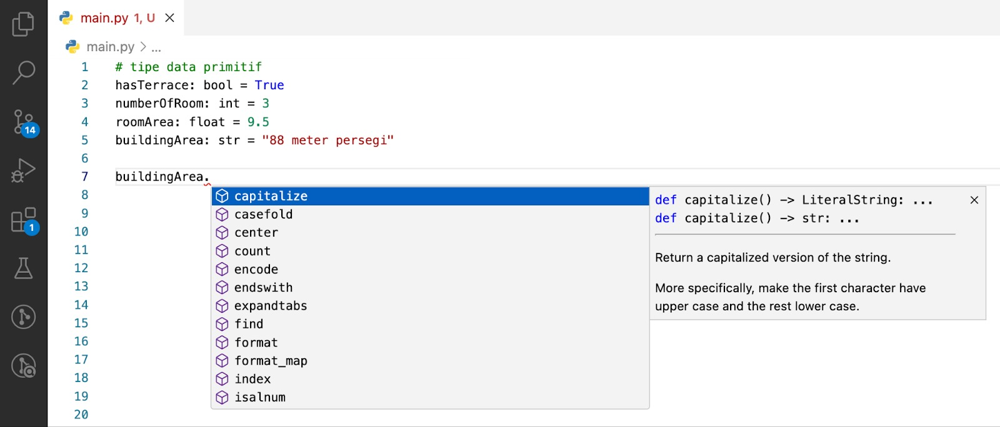 main.py 1, U
main.py > ...
1 # tipe data primitif
2 hasTerrace: bool = True
3 numberOfRoom: int = 3
4 roomArea: float = 9.5
5 buildingArea: str = "88 meter persegi"
6
7 buildingArea.
8
9
10
11
12
13
14
15
16
17
18
19
20
capitalize
casefold
center
count
encode
endswith
expandtabs
find
format
format_map
index
isalnum
def capitalize() -> LiteralString: ...
def capitalize() -> str: ...
Return a capitalized version of the string.
More specifically, make the first character have
upper case and the rest lower case.
14
1